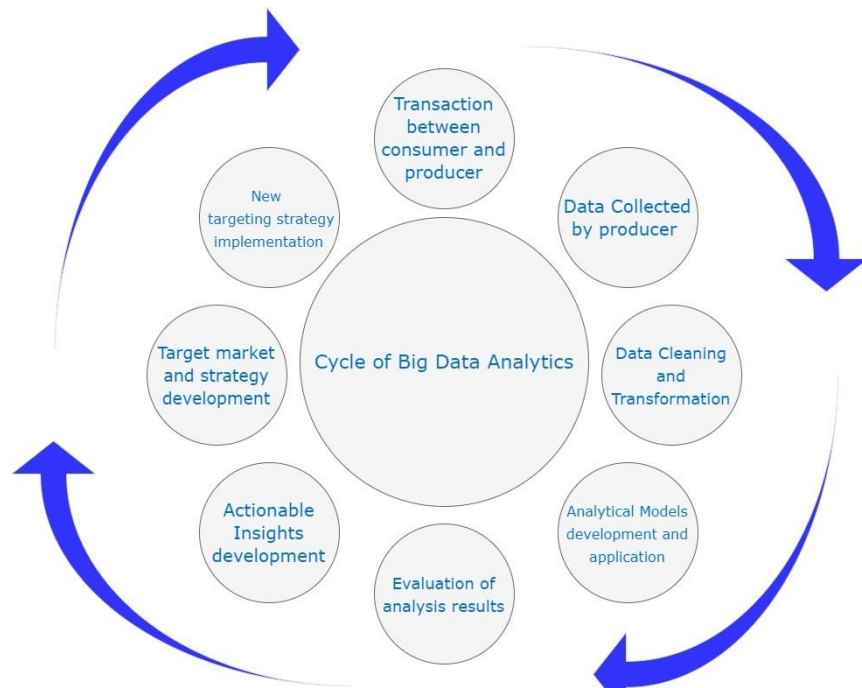 Transaction
between
consumer and
producer
Data Collected
by producer
Data Cleaning
and
Transformation
Analytical Models
development and
application
Evaluation of
analysis results
Actionable
Insights
development
Target market
and strategy
development
New
targeting strategy
implementation
Cycle of Big Data Analytics